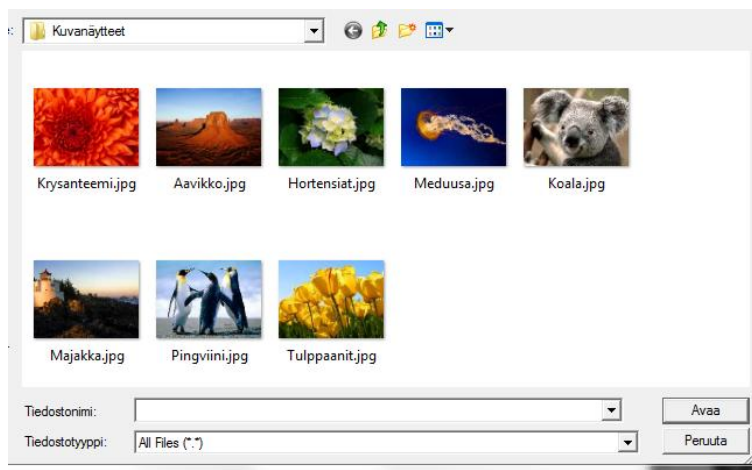 e:
Kuvanäytteet
Krysanteemi.jpg
Aavikko.jpg
Hortensiat.jpg
Meduusa.jpg
Koala.jpg
Majakka.jpg
Pingviini.jpg
Tulppaanit.jpg
Tiedostonimi:
Avaa
Tiedostotyyppi:
All Files (*.*)
Peruuta